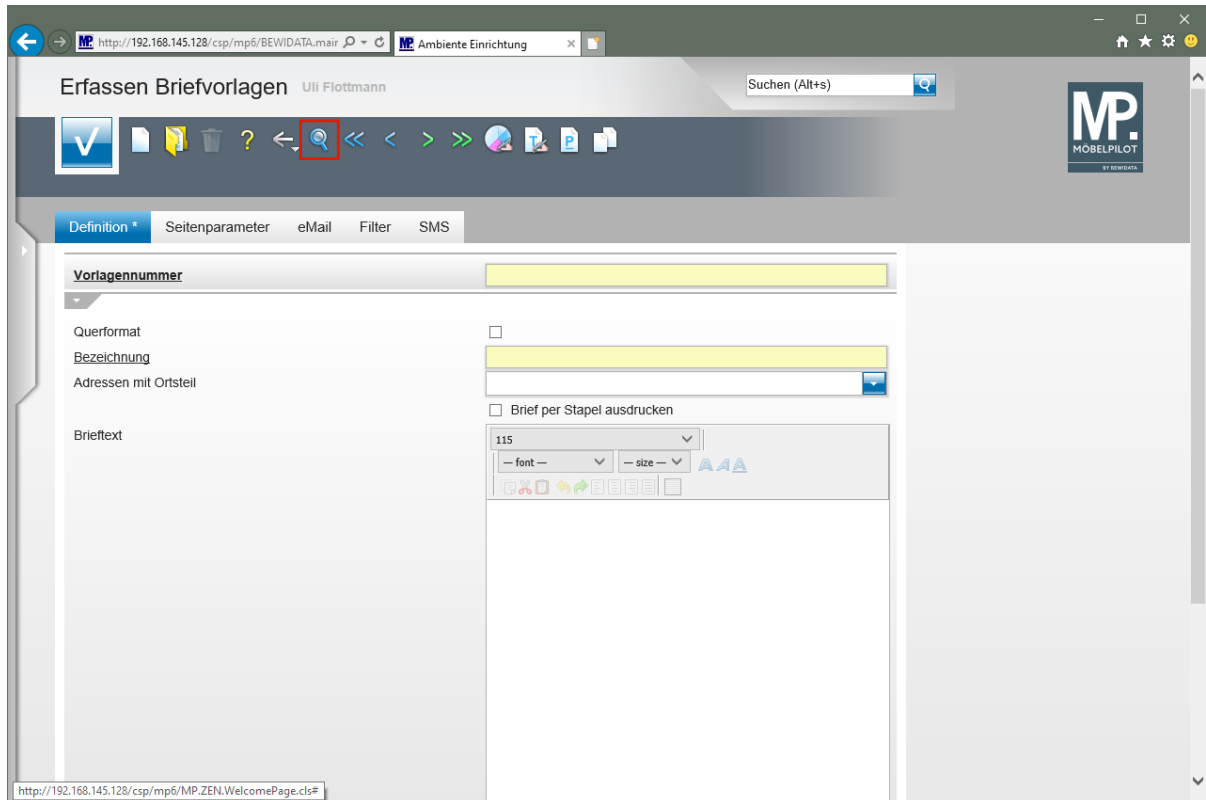 http://192.168.145.128/csp/mp6/BEWIDATA.mair
MP. Ambiente Einrichtung
Erfassen Briefvorlagen Uli Flottmann
Suchen (Alt+s)
MP.
MÖBELPILOT
BY BEWIDATA
Definition *
Seitenparameter
eMail
Filter
SMS
Vorlagennummer
Querformat
Bezeichnung
Adressen mit Ortsteil
Brief per Stapel ausdrucken
Brieftext
115
— font —
— size —
A A A
http://192.168.145.128/csp/mp6/MP.ZEN.WelcomePage.cls#